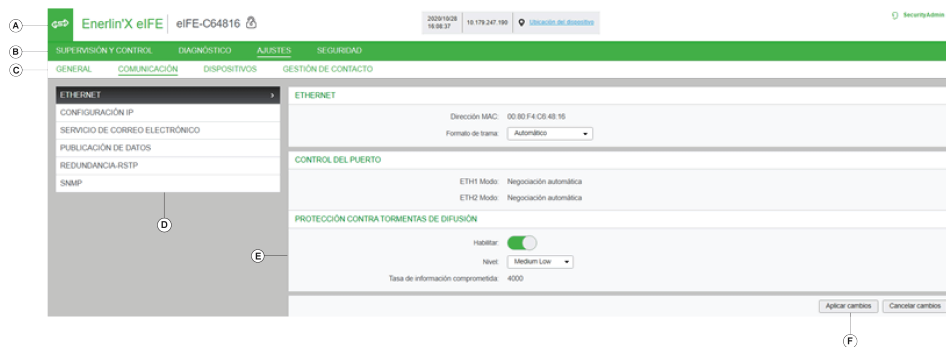 A
Enerlin'X eIFE
eIFE-C64816
2020/10/26
16:06:37
10.179.247.190
Ubicación del dispositivo
SecurityAdmin
B
SUPERVISIÓN Y CONTROL DIAGNÓSTICO AJUSTES SEGURIDAD
C
GENERAL COMUNICACIÓN DISPOSITIVOS GESTIÓN DE CONTACTO
ETHERNET ›
CONFIGURACIÓN IP
SERVICIO DE CORREO ELECTRÓNICO
PUBLICACIÓN DE DATOS
REDUNDANCIA-RSTP
SNMP
D
ETHERNET
Dirección MAC: 00:80:F4:C6:48:16
Formato de trama: Automático
CONTROL DEL PUERTO
ETH1 Modo: Negociación automática
ETH2 Modo: Negociación automática
PROTECCIÓN CONTRA TORMENTAS DE DIFUSIÓN
E
Habilitar:
Nivel: Medium Low
Tasa de información comprometida: 4000
Aplicar cambios Cancelar cambios
F